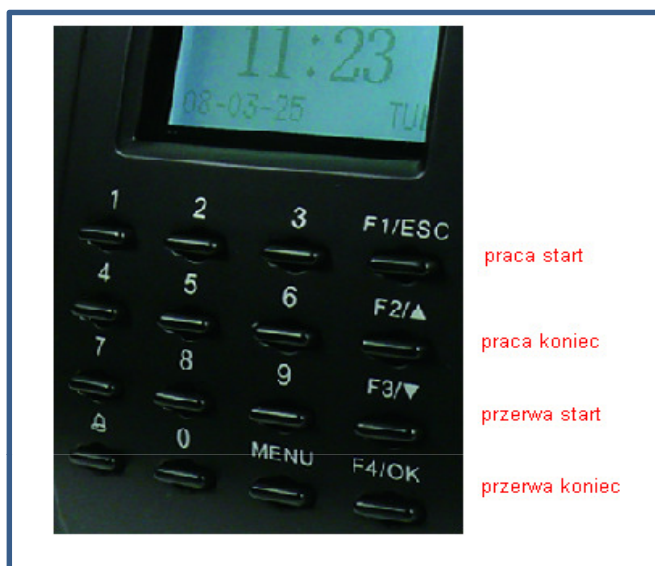 11:23
08-03-25 TU
1 2 3 F1/ESC
praca start
4 5 6 F2/▲
praca koniec
7 8 9 F3/▼
przerwa start
0 MENU F4/OK
przerwa koniec